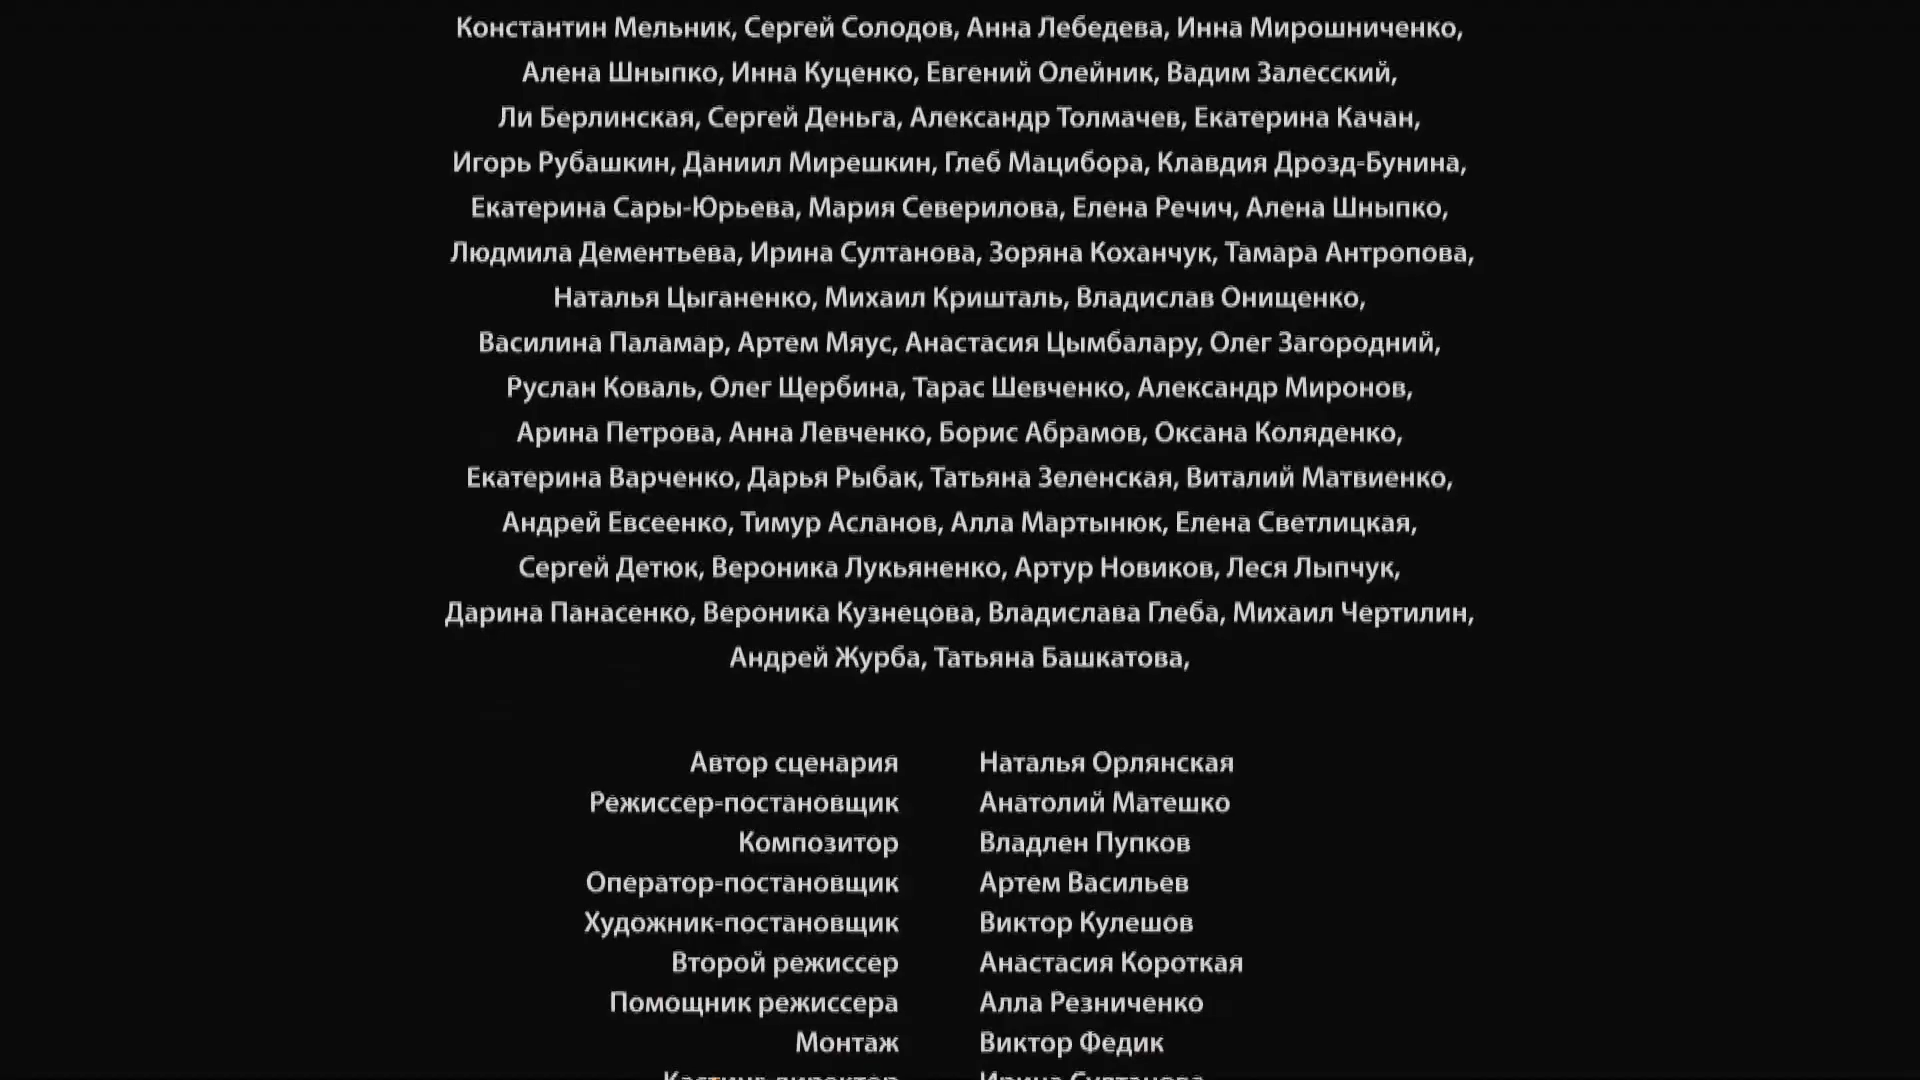 Константин Мельник, Сергей Солодов, Анна Лебедева, Инна Мирошниченко,
Алена Шныпко, Инна Куценко, Евгений Олейник, Вадим Залесский,
Ли Берлинская, Сергей Деньга, Александр Толмачев, Екатерина Качан,
Игорь Рубашкин, Даниил Мирешкин, Глеб Мацибора, Клавдия Дрозд-Бунина,
Екатерина Сары-Юрьева, Мария Северилова, Елена Речич, Алена Шныпко,
Людмила Дементьева, Ирина Султанова, Зоряна Коханчук, Тамара Антропова,
Наталья Цыганенко, Михаил Кришталь, Владислав Онищенко,
Василина Паламар, Артем Мяус, Анастасия Цымбалару, Олег Загородний,
Руслан Коваль, Олег Щербина, Тарас Шевченко, Александр Миронов,
Арина Петрова, Анна Левченко, Борис Абрамов, Оксана Коляденко,
Екатерина Варченко, Дарья Рыбак, Татьяна Зеленская, Виталий Матвиенко,
Андрей Евсеенко, Тимур Асланов, Алла Мартынюк, Елена Светлицкая,
Сергей Детюк, Вероника Лукьяненко, Артур Новиков, Леся Лыпчук,
Дарина Панасенко, Вероника Кузнецова, Владислава Глеба, Михаил Чертилин,
Андрей Журба, Татьяна Башкатова,
Автор сценария Наталья Орлянская
Режиссер-постановщик Анатолий Матешко
Композитор Владлен Пупков
Оператор-постановщик Артем Васильев
Художник-постановщик Виктор Кулешов
Второй режиссер Анастасия Короткая
Помощник режиссера Алла Резниченко
Монтаж Виктор Федик